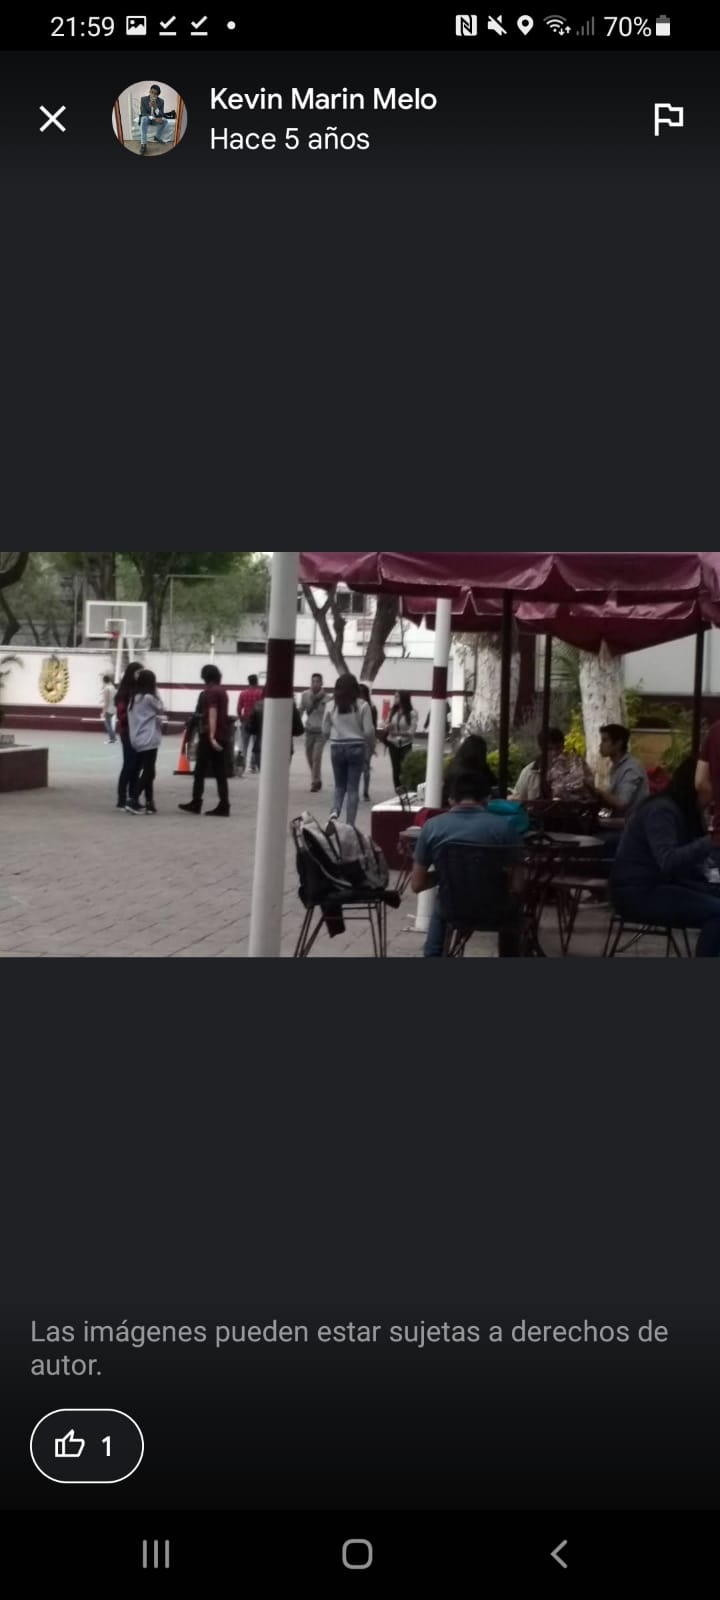 21:59
70%
Kevin Marin Melo
Hace 5 años
Las imágenes pueden estar sujetas a derechos de
autor.
1